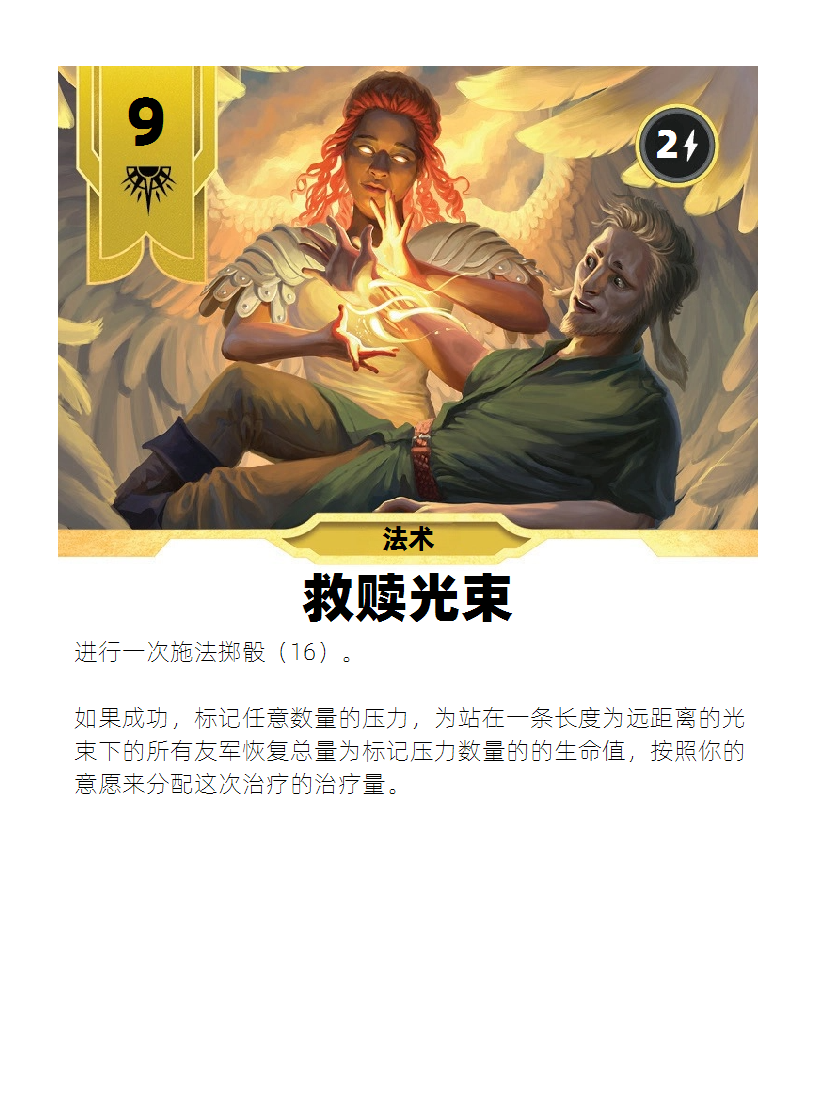 9
2
法术
救赎光束
进行一次施法掷骰（16）。
如果成功，标记任意数量的压力，为站在一条长度为远距离的光
束下的所有友军恢复总量为标记压力数量的的生命值，按照你的
意愿来分配这次治疗的治疗量。